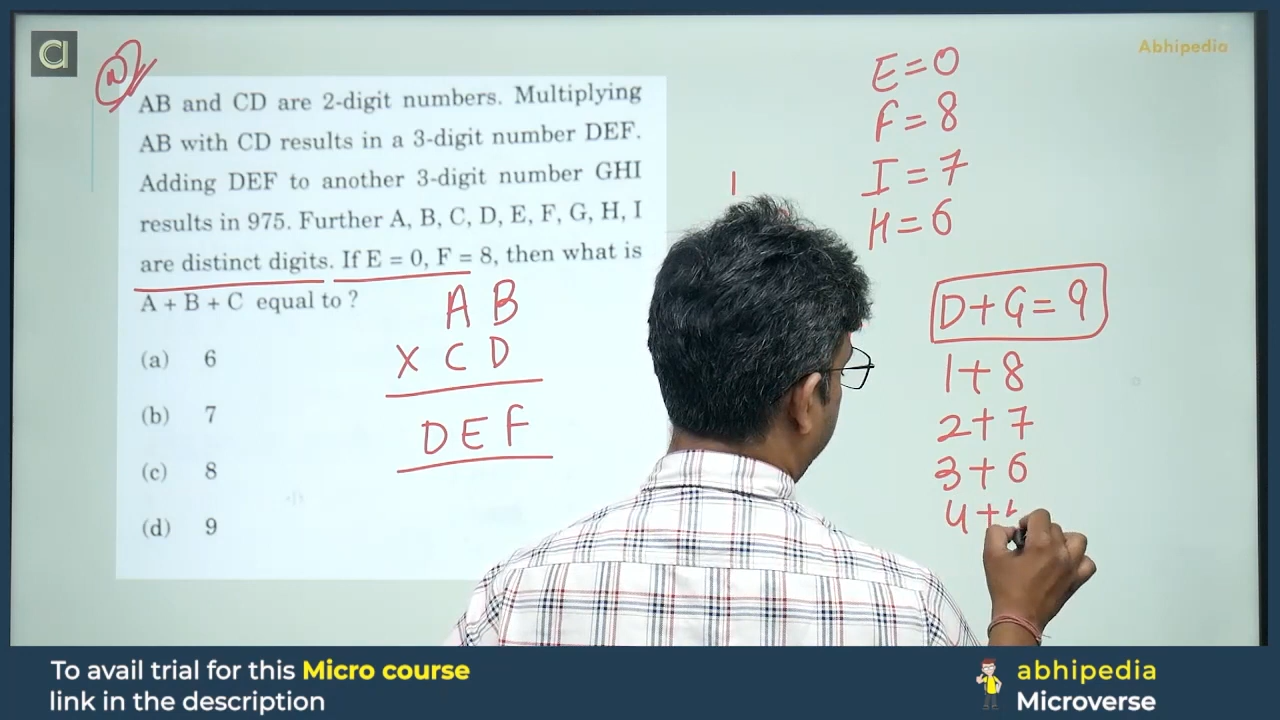 Abhipedia
AB and CD are 2-digit numbers. Multiplying
AB with CD results in a 3-digit number DEF.
Adding DEF to another 3-digit number GHI
results in 975. Further A, B, C, D, E, F, G, H, I
are distinct digits. If E = 0, F = 8, then what is
A + B + C equal to ?
(a) 6
(b) 7
(c) 8
(d) 9
A B
X C D
D E F
1
E=0
F=8
I=7
H=6
D+G=9
1+8
2+7
3+6
4+
To avail trial for this Micro course
link in the description
abhipedia
Microverse